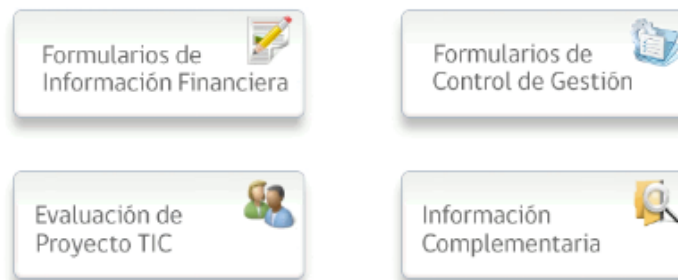 Formularios de
Información Financiera
Formularios de
Control de Gestión
Evaluación de
Proyecto TIC
Información
Complementaria